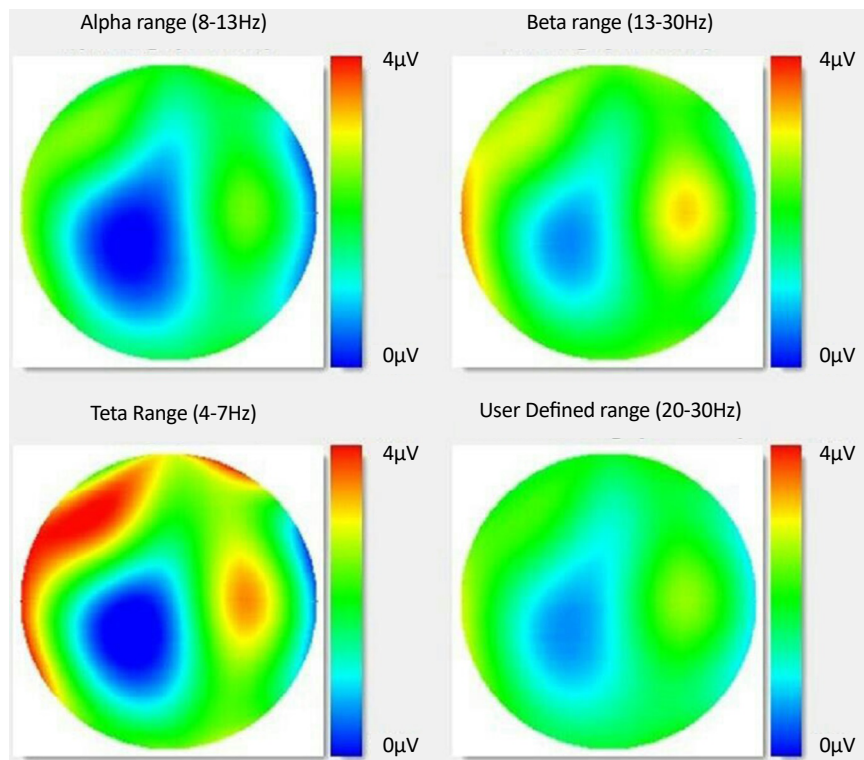 Alpha range (8-13Hz)
4μV
0μV
Beta range (13-30Hz)
4μV
0μV
Teta Range (4-7Hz)
4μV
0μV
User Defined range (20-30Hz)
4μV
0μV